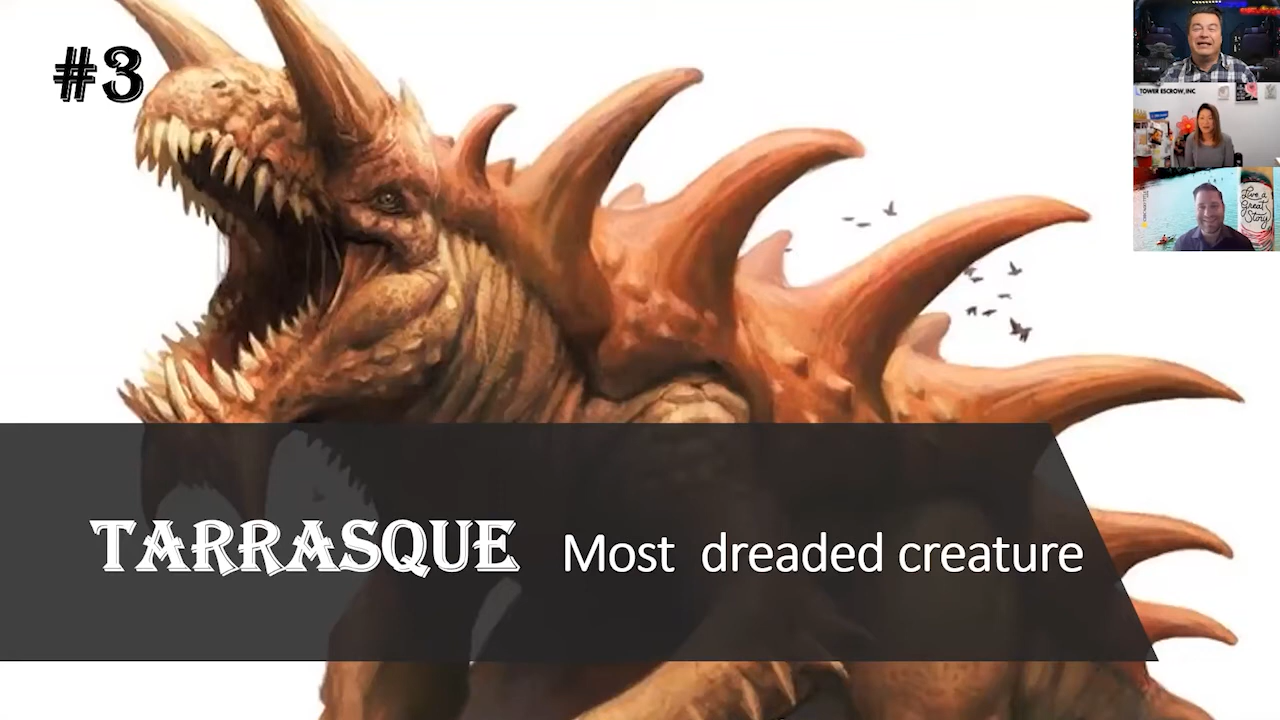 #3
TOWER ESCROW, INC
Live a
Great
Story
TARRASQUE Most dreaded creature